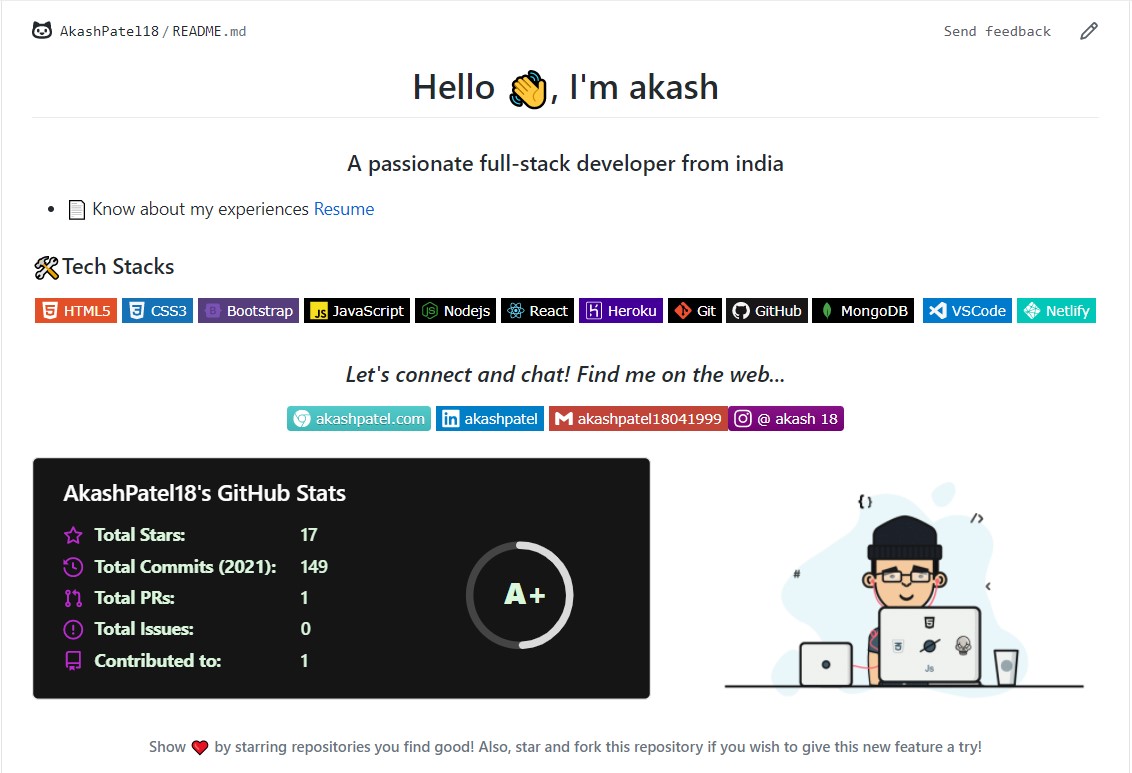 AkashPatel18/README.md Send feedback
Hello 👋, I'm akash
A passionate full-stack developer from india
• 📄 Know about my experiences Resume
🛠Tech Stacks
HTML5 CSS3 Bootstrap JS JavaScript Nodejs React Heroku Git GitHub MongoDB VSCode Netlify
Let's connect and chat! Find me on the web...
akashpatel.com in akashpatel akashpatel18041999 @ akash 18
AkashPatel18's GitHub Stats
Total Stars: 17
Total Commits (2021): 149
Total PRs: 1
Total Issues: 0
Contributed to: 1
A+
{ }
/>
#
<
Js
Show ❤ by starring repositories you find good! Also, star and fork this repository if you wish to give this new feature a try!